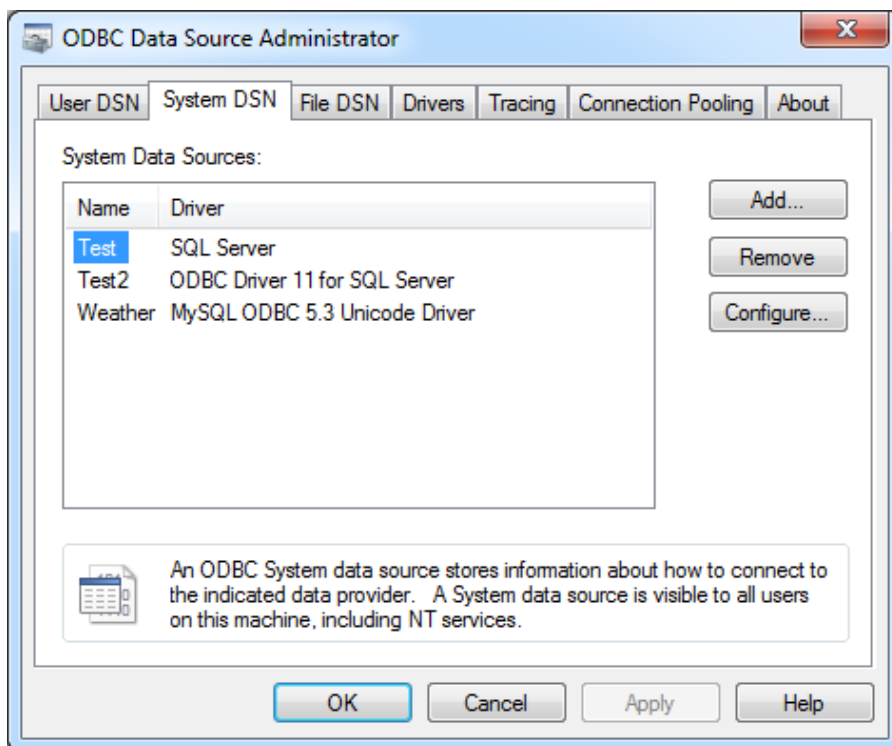 ODBC Data Source Administrator
User DSN System DSN File DSN Drivers Tracing Connection Pooling About
System Data Sources:
Name Driver
Test SQL Server
Test2 ODBC Driver 11 for SQL Server
Weather MySQL ODBC 5.3 Unicode Driver
Add...
Remove
Configure...
An ODBC System data source stores information about how to connect to
the indicated data provider. A System data source is visible to all users
on this machine, including NT services.
OK Cancel Apply Help